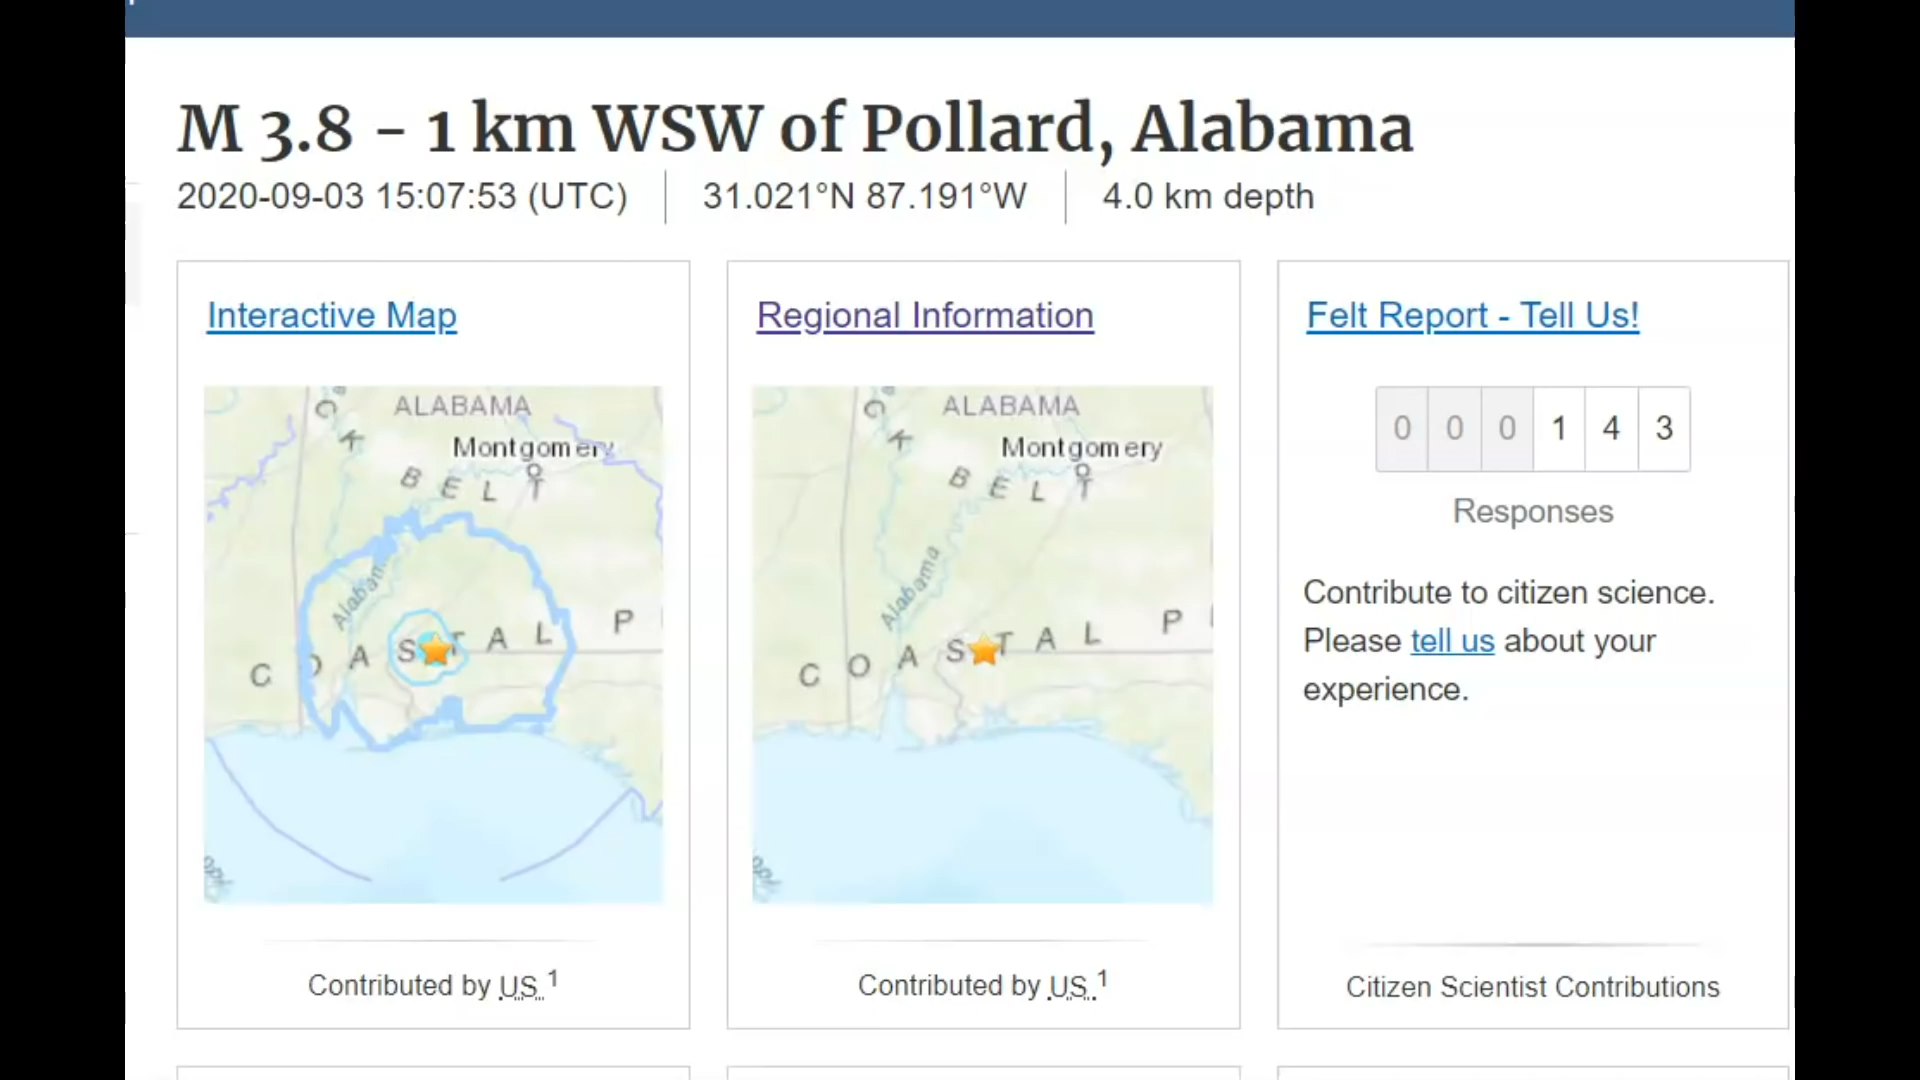 M 3.8 - 1 km WSW of Pollard, Alabama
2020-09-03 15:07:53 (UTC) 31.021°N 87.191°W 4.0 km depth
Interactive Map
ALABAMA
Montgomery
B E L T
Alabam
C O A S T A L P
Contributed by US 1
Regional Information
ALABAMA
Montgomery
B E L T
Alabama
C O A S T A L P
Contributed by US 1
Felt Report - Tell Us!
0 0 0 1 4 3
Responses
Contribute to citizen science.
Please tell us about your
experience.
Citizen Scientist Contributions